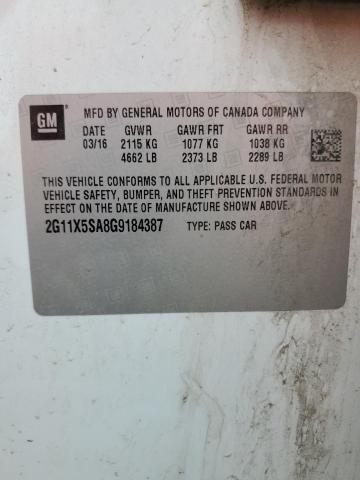 GM
MFD BY GENERAL MOTORS OF CANADA COMPANY
DATE GVWR GAWR FRT GAWR RR
03/16 2115 KG 1077 KG 1038 KG
4662 LB 2373 LB 2289 LB
THIS VEHICLE CONFORMS TO ALL APPLICABLE U.S. FEDERAL MOTOR
VEHICLE SAFETY, BUMPER, AND THEFT PREVENTION STANDARDS IN
EFFECT ON THE DATE OF MANUFACTURE SHOWN ABOVE.
2G11X5SA8G9184387 TYPE: PASS CAR